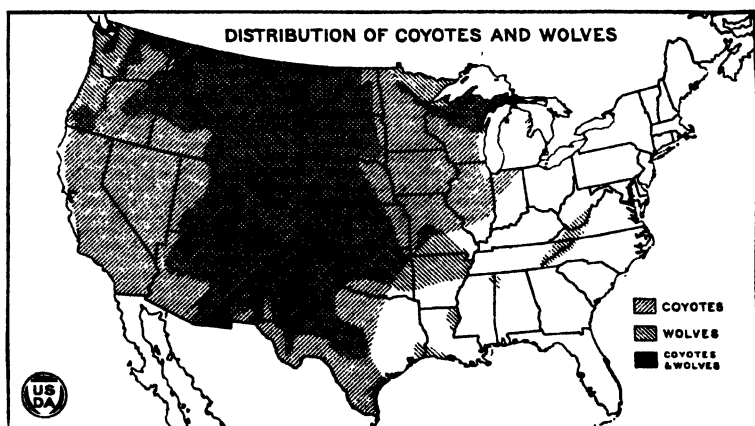 DISTRIBUTION OF COYOTES AND WOLVES
COYOTES
WOLVES
COYOTES
& WOLVES
US
DA